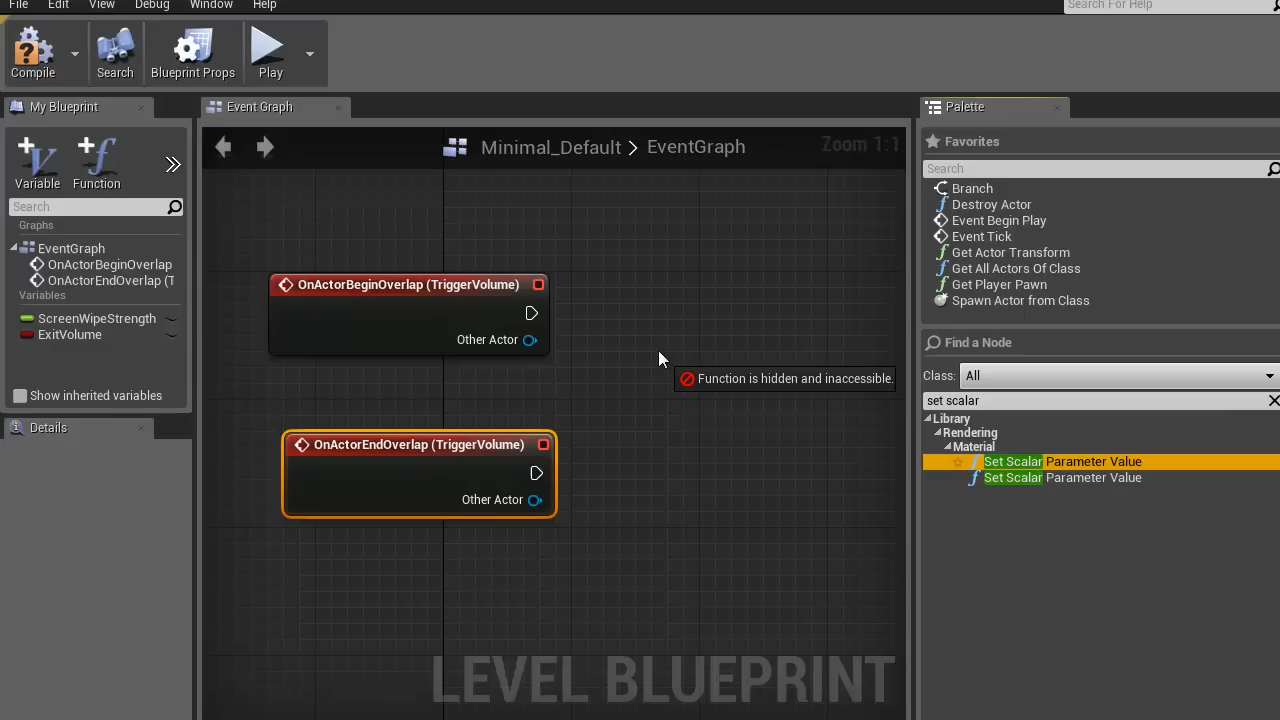 File Edit View Debug Window Help
Search For Help
Compile Search Blueprint Props Play
My Blueprint
Event Graph
Palette
Variable Function
Search
Graphs
EventGraph
OnActorBeginOverlap
OnActorEndOverlap (T
Variables
ScreenWipeStrength
ExitVolume
Show inherited variables
Details
Minimal_Default > EventGraph
Zoom 1:1
OnActorBeginOverlap (TriggerVolume)
Other Actor
Function is hidden and inaccessible.
OnActorEndOverlap (TriggerVolume)
Other Actor
LEVEL BLUEPRINT
Favorites
Search
Branch
Destroy Actor
Event Begin Play
Event Tick
Get Actor Transform
Get All Actors Of Class
Get Player Pawn
Spawn Actor from Class
Find a Node
Class: All
set scalar
Library
Rendering
Material
Set Scalar Parameter Value
Set Scalar Parameter Value